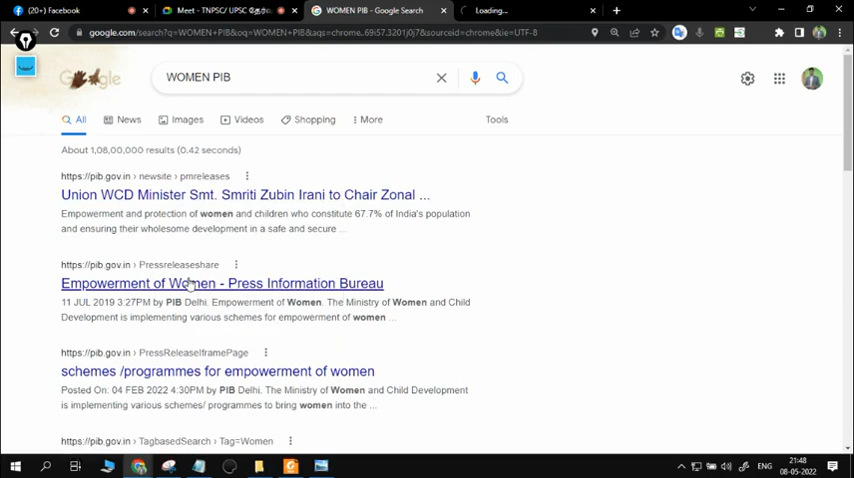 (20+) Facebook
Meet - TNPSC/ UPSC
WOMEN PIB - Google Search
Loading...
google.com/search?q=WOMEN+PIB&oq=WOMEN+PIB&aqs=chrome..69i57.3201j0j7&sourceid=chrome&ie=UTF-8
WOMEN PIB
All
News
Images
Videos
Shopping
More
Tools
About 1,08,00,000 results (0.42 seconds)
https://pib.gov.in › newsite › pmreleases
Union WCD Minister Smt. Smriti Zubin Irani to Chair Zonal ...
Empowerment and protection of women and children who constitute 67.7% of India's population
and ensuring their wholesome development in a safe and secure ...
https://pib.gov.in › Pressreleaseshare
Empowerment of Women - Press Information Bureau
11 JUL 2019 3:27PM by PIB Delhi. Empowerment of Women. The Ministry of Women and Child
Development is implementing various schemes for empowerment of women ...
https://pib.gov.in › PressReleaseIframePage
schemes /programmes for empowerment of women
Posted On: 04 FEB 2022 4:30PM by PIB Delhi. The Ministry of Women and Child Development
is implementing various schemes/ programmes to bring women into the ...
https://pib.gov.in › TagbasedSearch › Tag=Women
ENG
21:48
08-05-2022